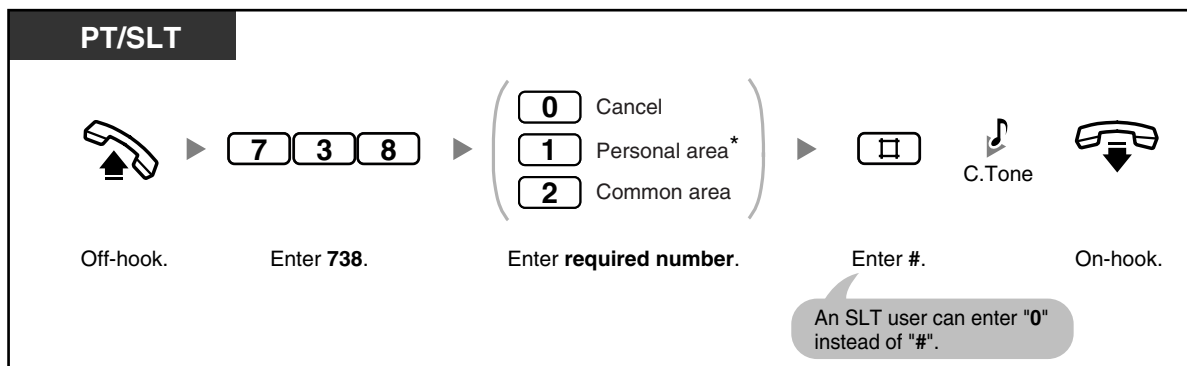 PT/SLT
7 3 8
0 Cancel
1 Personal area*
2 Common area
#
C.Tone
Off-hook.
Enter 738.
Enter required number.
Enter #.
On-hook.
An SLT user can enter "0"
instead of "#".